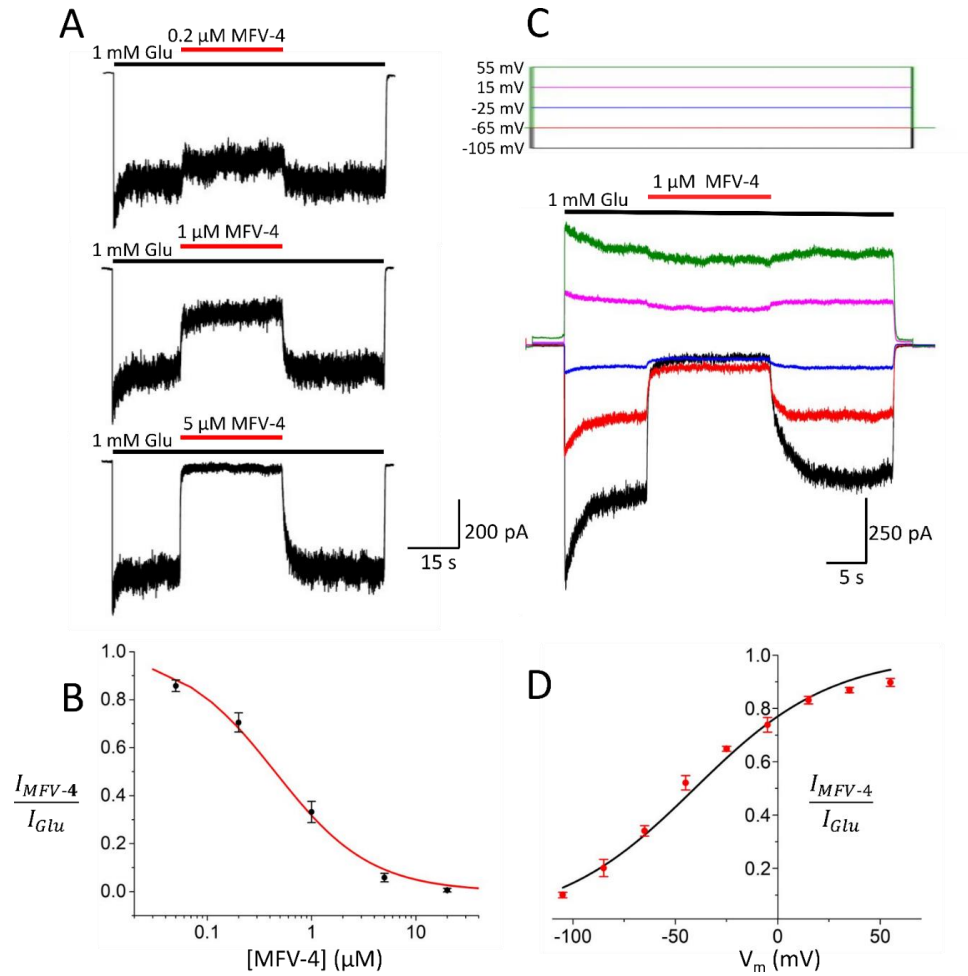 A
0.2 μM MFV-4
1 mM Glu
1 μM MFV-4
1 mM Glu
5 μM MFV-4
1 mM Glu
200 pA
15 s
C
55 mV
15 mV
-25 mV
-65 mV
-105 mV
1 μM MFV-4
1 mM Glu
250 pA
5 s
B
1.0
0.8
0.6
0.4
0.2
0.0
I_MFV-4
I_Glu
0.1
1
10
[MFV-4] (μM)
D
1.0
0.8
0.6
0.4
0.2
I_MFV-4
I_Glu
-100
-50
0
50
V_m (mV)